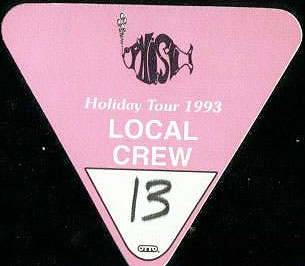 PHISH
Holiday Tour 1993
LOCAL
CREW
13
OTTO